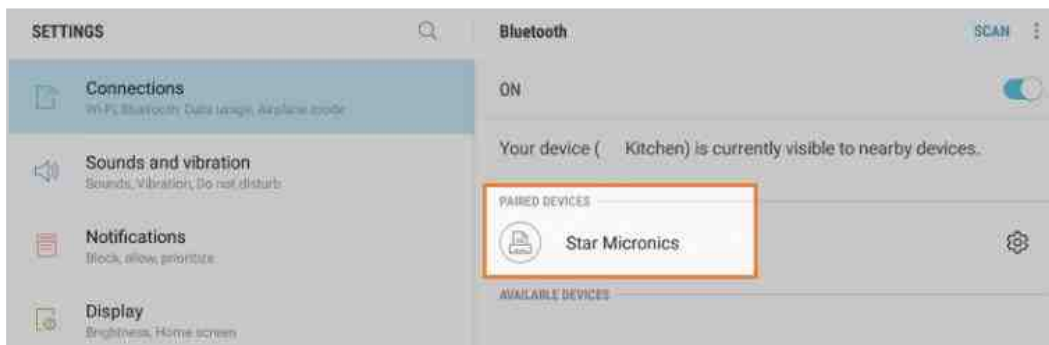 SETTINGS
Connections
Wi-Fi, Bluetooth, Data usage, Airplane mode
Sounds and vibration
Sounds, Vibration, Do not disturb
Notifications
Block, allow, prioritize
Display
Brightness, Home screen
Bluetooth
SCAN
ON
Your device ( Kitchen) is currently visible to nearby devices.
PAIRED DEVICES
Star Micronics
AVAILABLE DEVICES